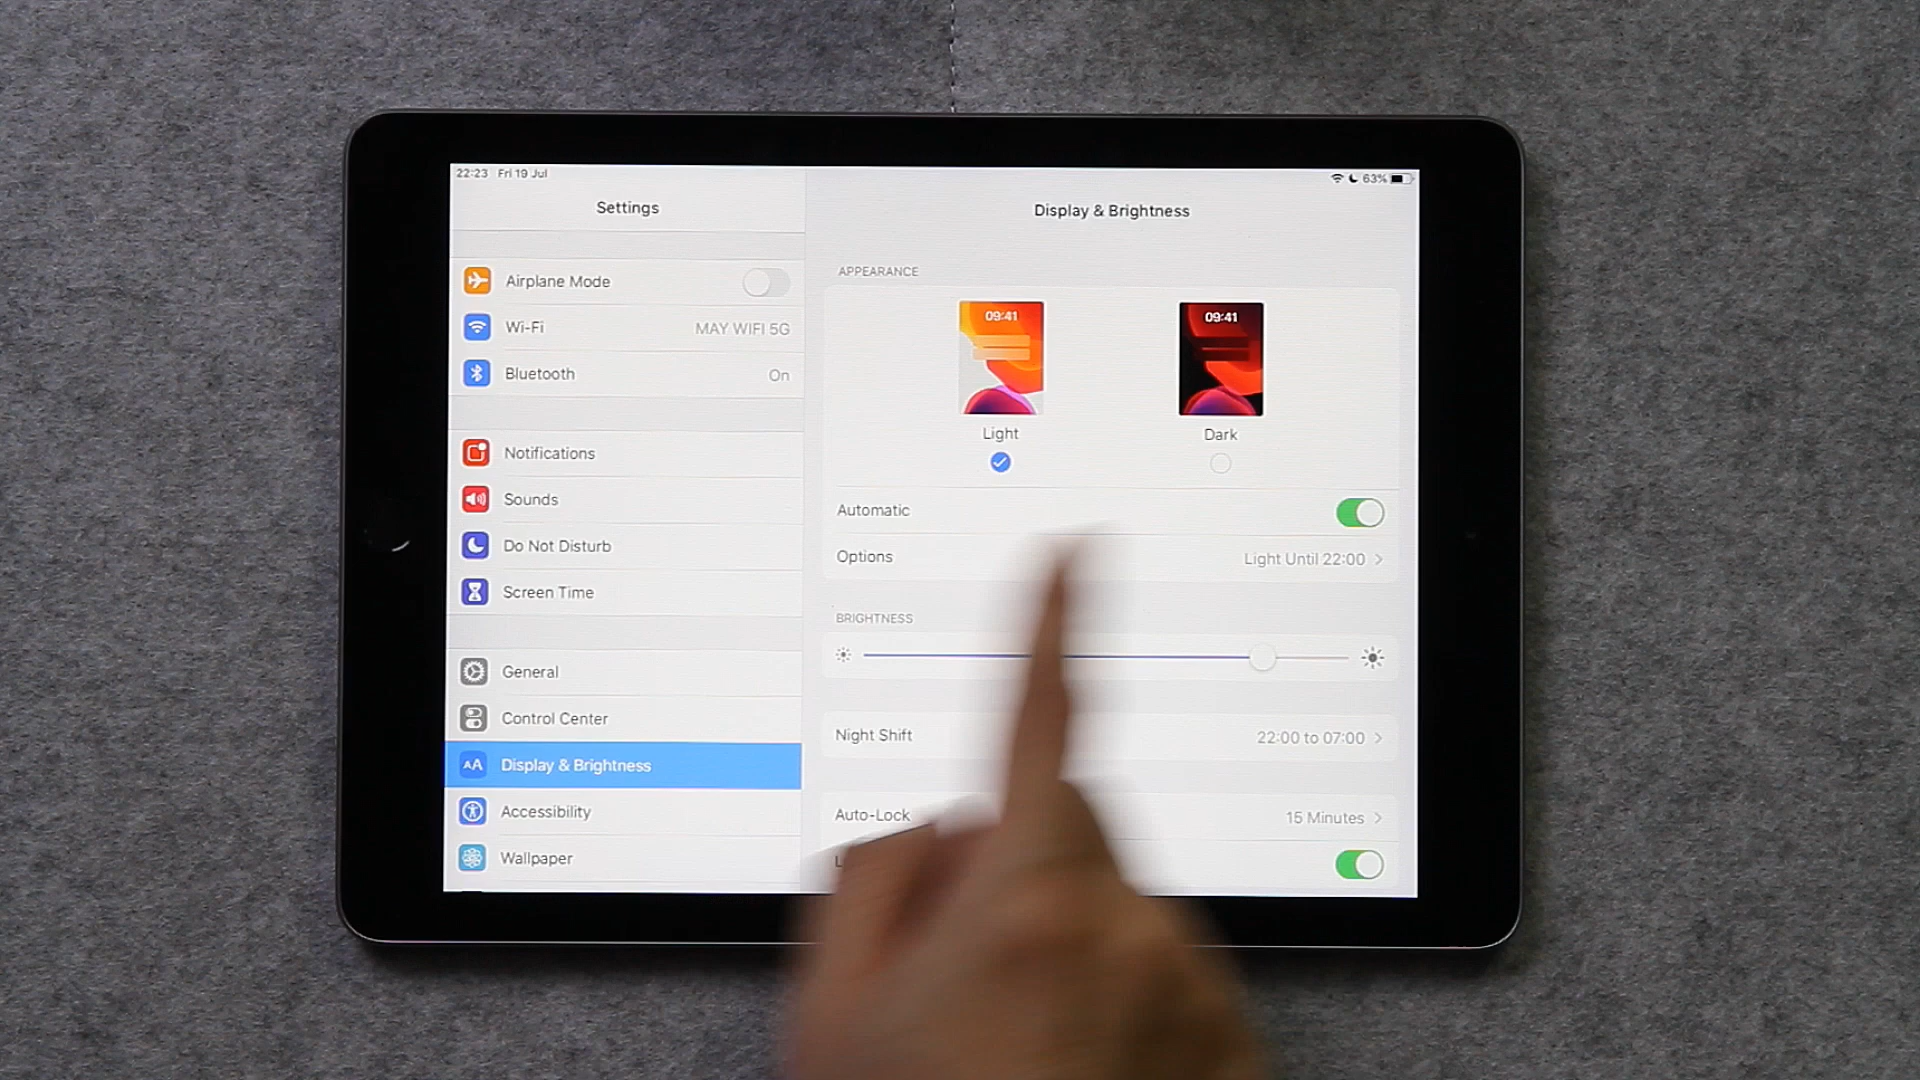 22:23 Fri 19 Jul
63%
Settings
Airplane Mode
Wi-Fi MAY WIFI 5G
Bluetooth On
Notifications
Sounds
Do Not Disturb
Screen Time
General
Control Center
AA Display & Brightness
Accessibility
Wallpaper
Display & Brightness
APPEARANCE
09:41 09:41
Light Dark
Automatic
Options Light Until 22:00
BRIGHTNESS
Night Shift 22:00 to 07:00
Auto-Lock 15 Minutes